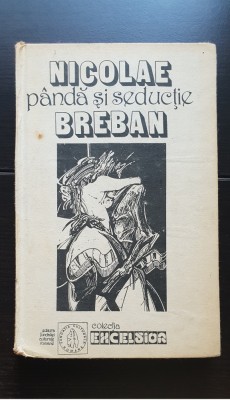 NICOLAE
pândă și seducție
BREBAN
colecția
EXCELSIOR